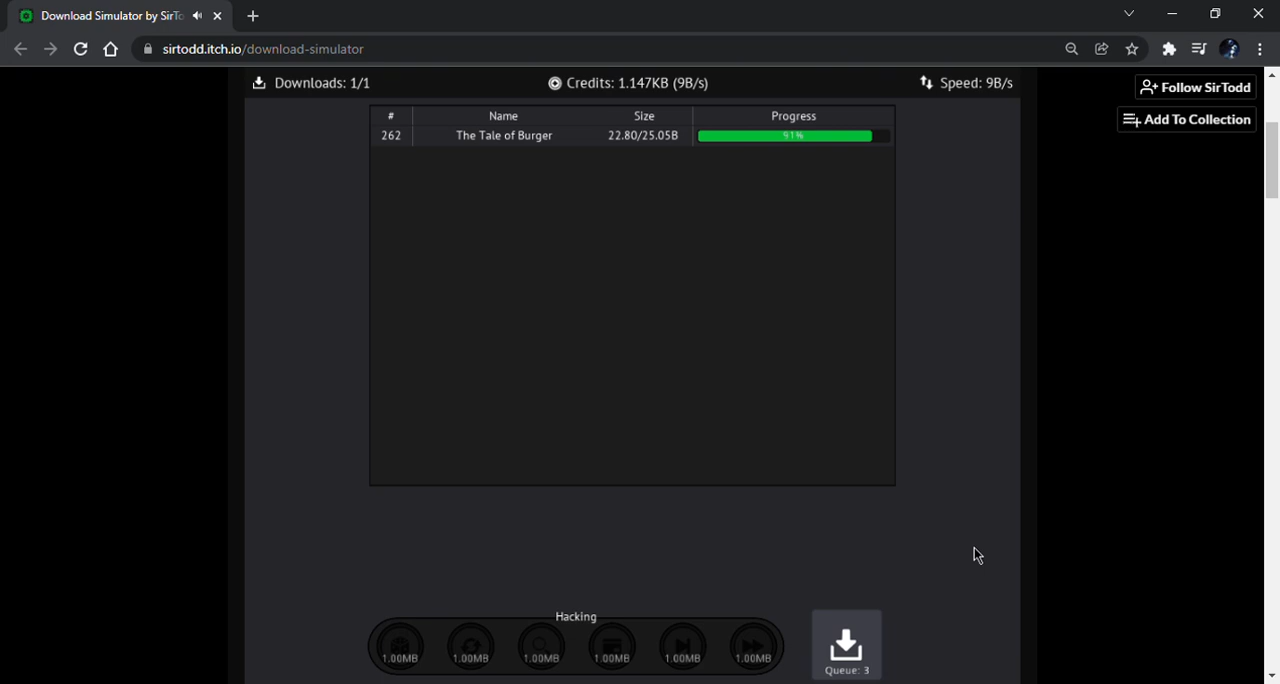 Download Simulator by SirTo
sirtodd.itch.io/download-simulator
Downloads: 1/1
Credits: 1.147KB (9B/s)
Speed: 9B/s
Follow SirTodd
Add To Collection
# Name Size Progress
262 The Tale of Burger 22.80/25.05B 91%
Hacking
1.00MB 1.00MB 1.00MB 1.00MB 1.00MB 1.00MB
Queue: 3